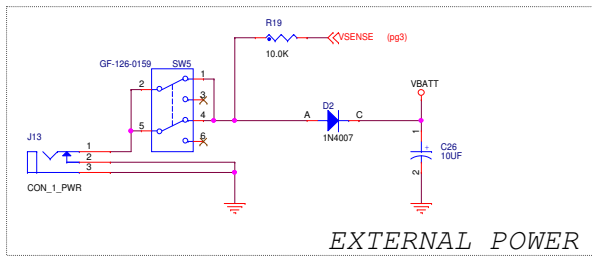 R19
VSENSE (pg3)
10.0K
GF-126-0159 SW5
VBATT
2
1
3
D2
A
C
1N4007
5
4
6
1
+
C26
10UF
2
J13
1
2
3
CON_1_PWR
EXTERNAL POWER